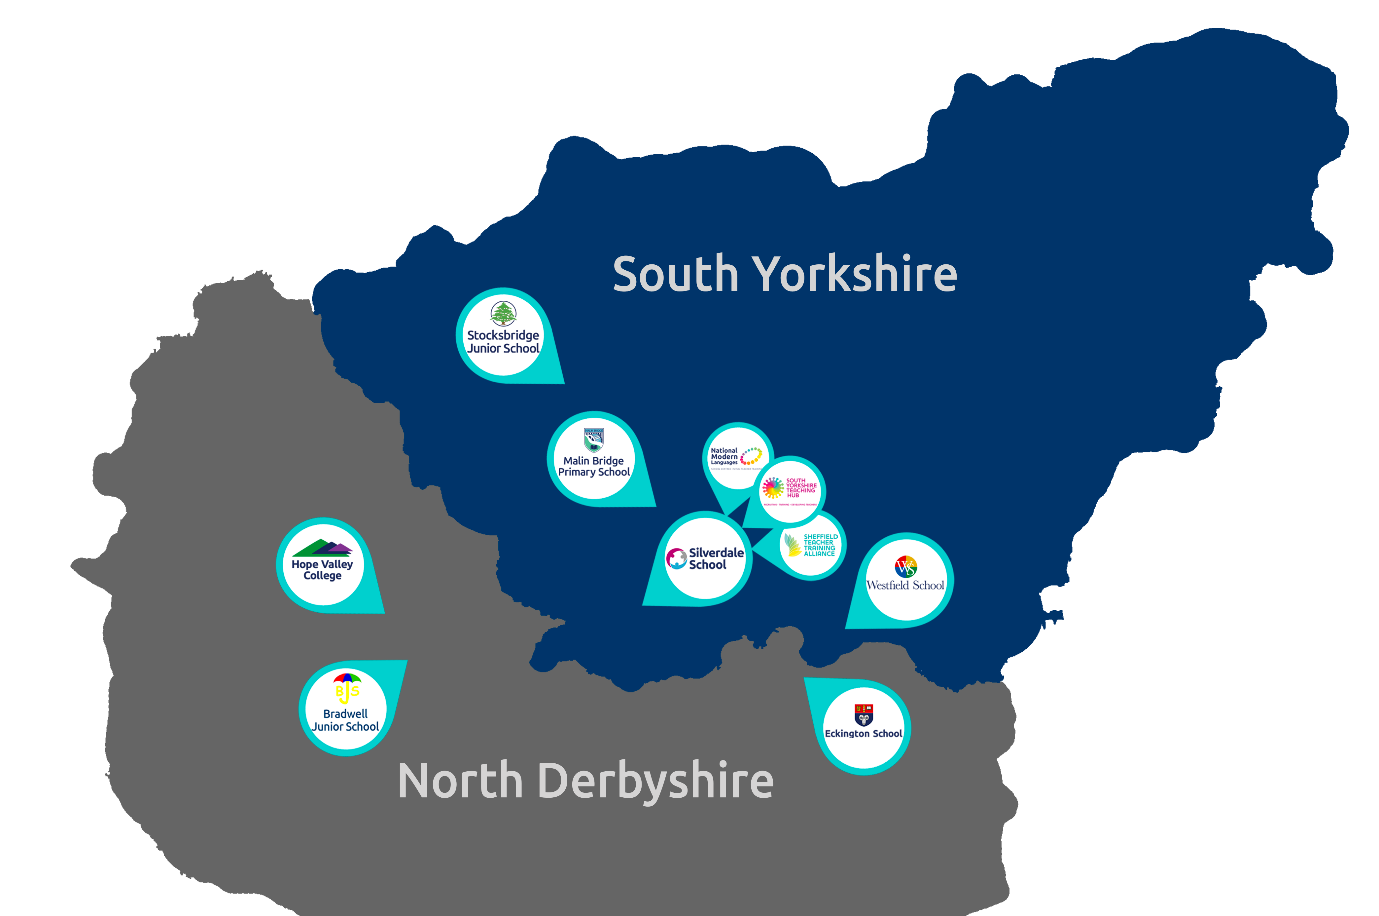 South Yorkshire
Stocksbridge
Junior School
Malin Bridge
Primary School
National
Modern
Languages
SOUTH
YORKSHIRE
TEACHING
HUB
Silverdale
School
SHEFFIELD
TEACHER
TRAINING
ALLIANCE
WS
Westfield School
Hope Valley
College
BJS
Bradwell
Junior School
Eckington School
North Derbyshire